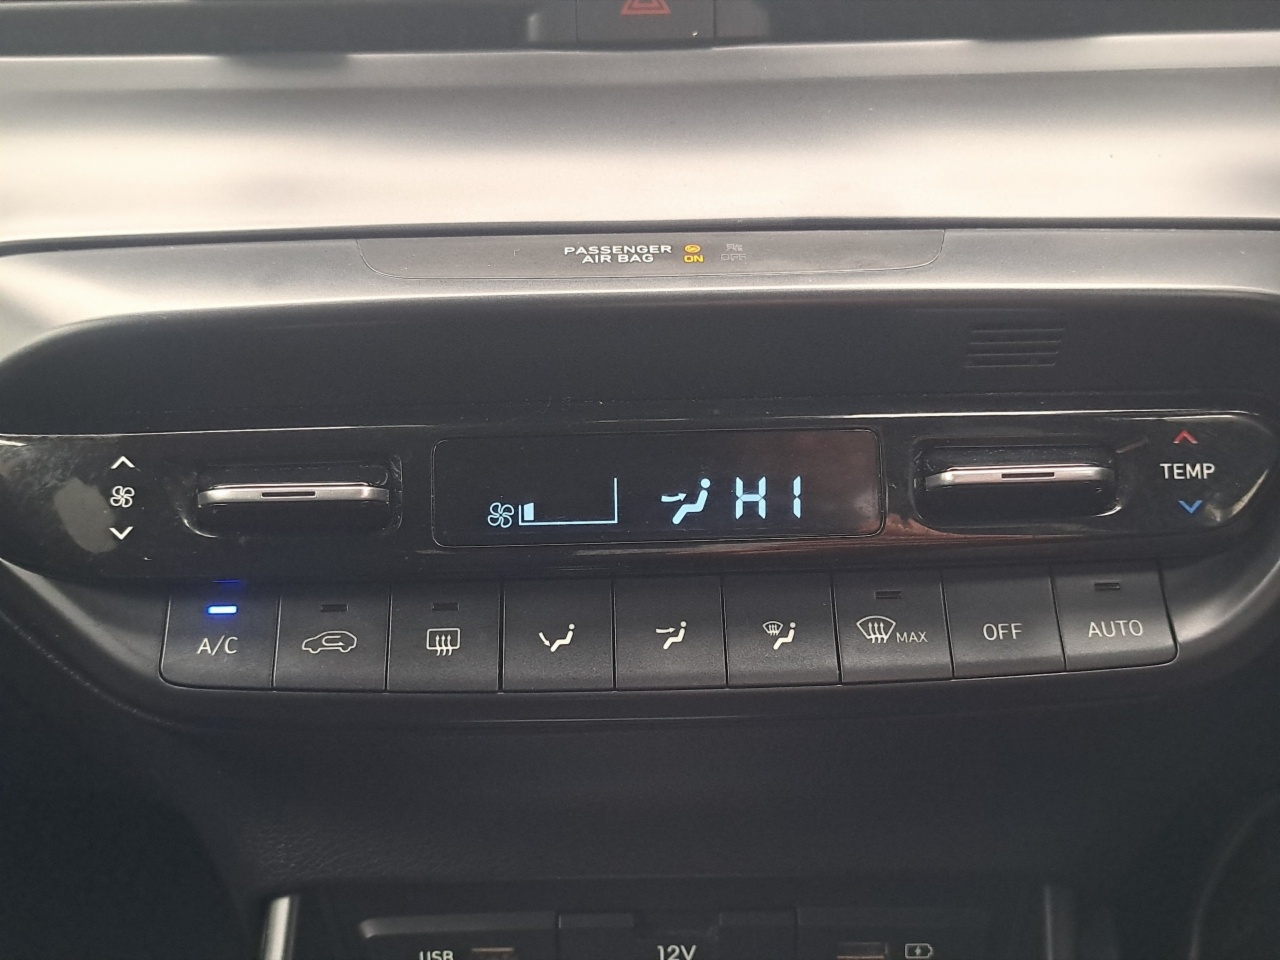 PASSENGER
AIR BAG
ON
OFF
HI
TEMP
A/C
MAX
OFF
AUTO
USB
12V